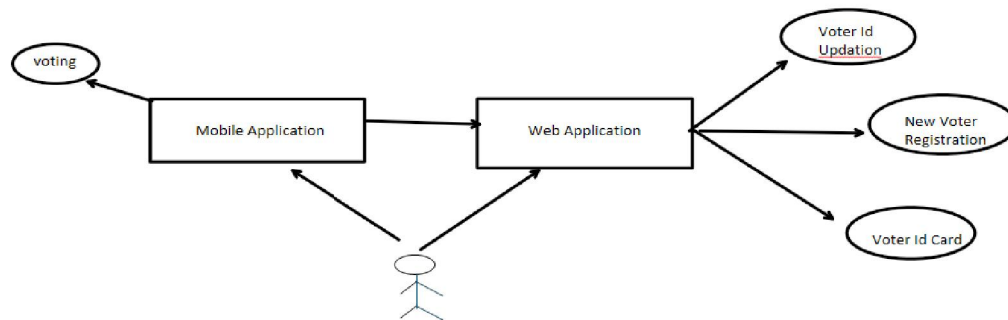 Voter Id
Updation
voting
Mobile Application
Web Application
New Voter
Registration
Voter Id Card